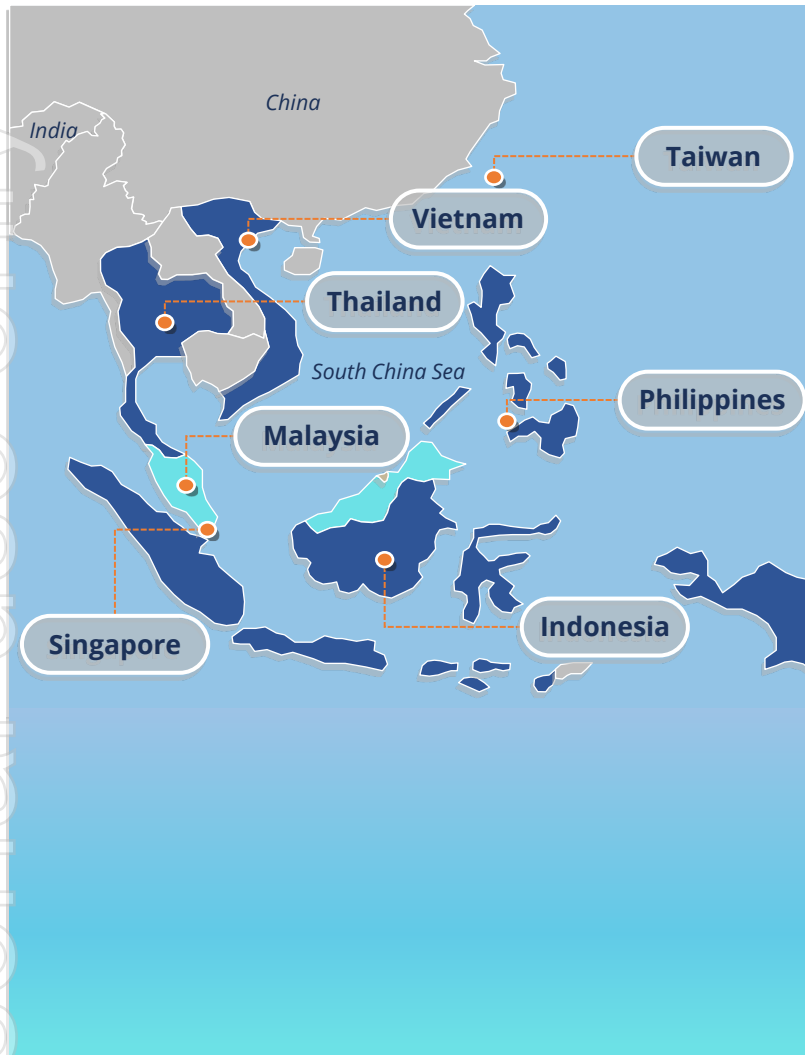 China
India
Taiwan
Vietnam
Thailand
South China Sea
Philippines
Malaysia
Indonesia
Singapore